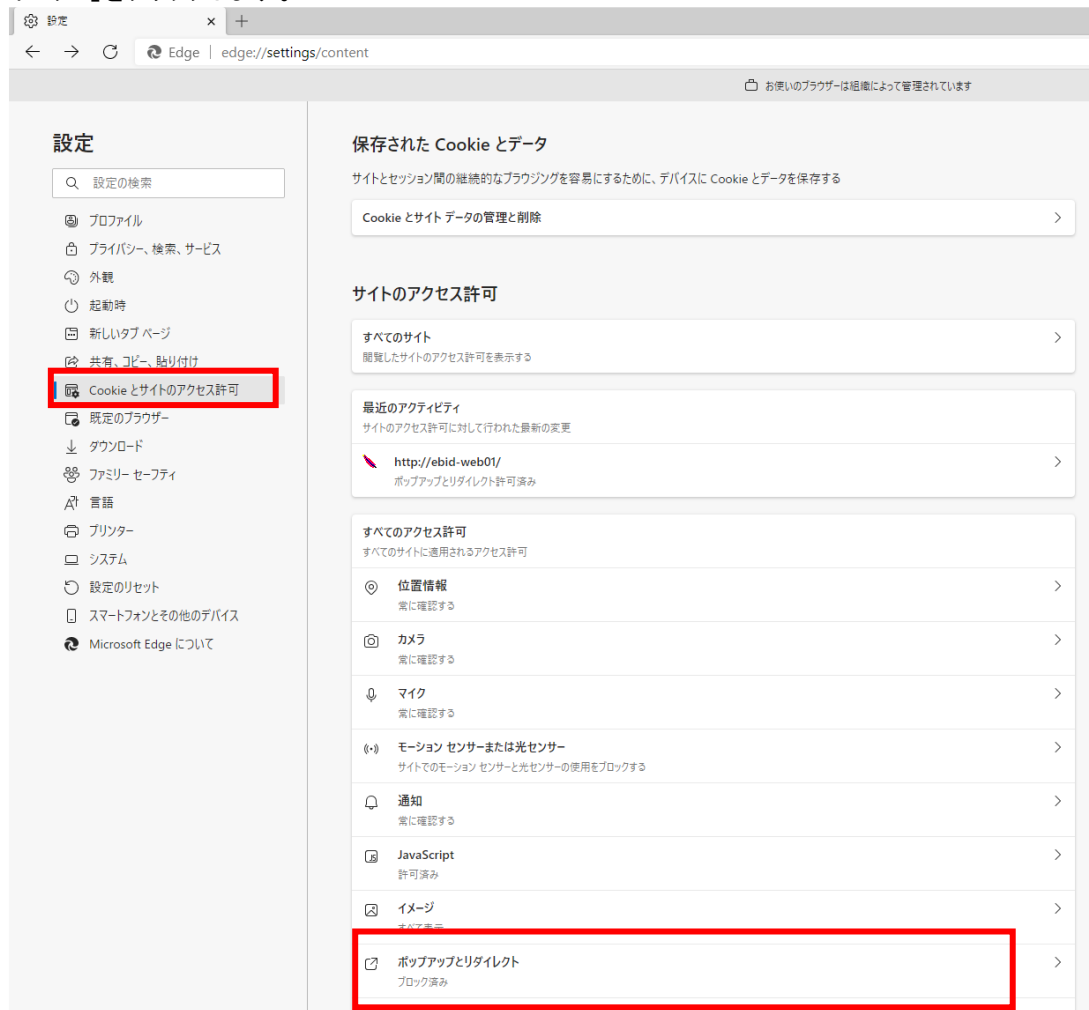 設定
Edge | edge://settings/content
お使いのブラウザーは組織によって管理されています
設定
設定の検索
プロファイル
プライバシー、検索、サービス
外観
起動時
新しいタブ ページ
共有、コピー、貼り付け
Cookie とサイトのアクセス許可
既定のブラウザー
ダウンロード
ファミリー セーフティ
言語
プリンター
システム
設定のリセット
スマートフォンとその他のデバイス
Microsoft Edge について
保存された Cookie とデータ
サイトとセッション間の継続的なブラウジングを容易にするために、デバイスに Cookie とデータを保存する
Cookie とサイト データの管理と削除
サイトのアクセス許可
すべてのサイト
閲覧したサイトのアクセス許可を表示する
最近のアクティビティ
サイトのアクセス許可に対して行われた最新の変更
http://ebid-web01/
ポップアップとリダイレクト許可済み
すべてのアクセス許可
すべてのサイトに適用されるアクセス許可
位置情報
常に確認する
カメラ
常に確認する
マイク
常に確認する
モーション センサーまたは光センサー
サイトでのモーション センサーと光センサーの使用をブロックする
通知
常に確認する
JavaScript
許可済み
イメージ
すべて表示
ポップアップとリダイレクト
ブロック済み